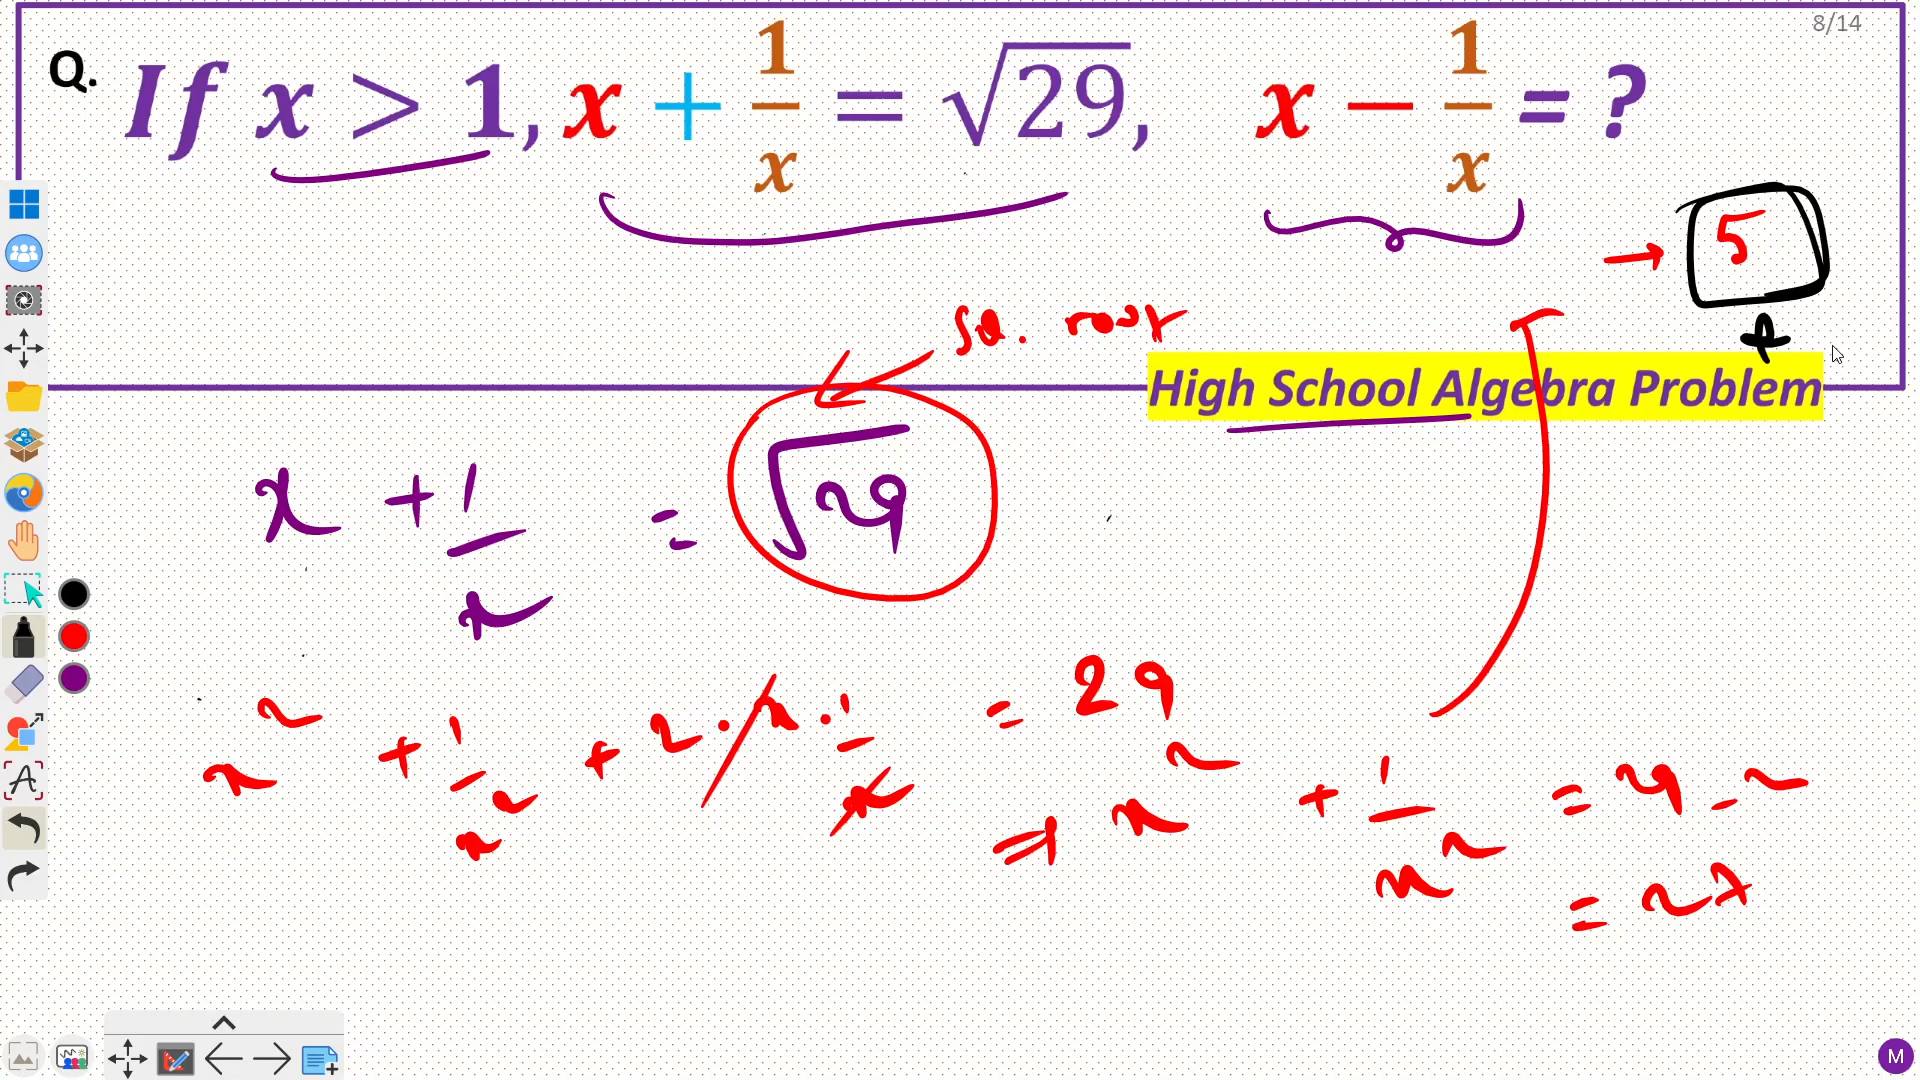 8/14
Q. If x > 1, x + 1/x = √29, x − 1/x = ?
→ 5
sq. root
High School Algebra Problem
x + 1/x = √29
x² + 1/x² + 2 . x . 1/x = 29
⇒ x² + 1/x² = 29 - 2
= 27
M